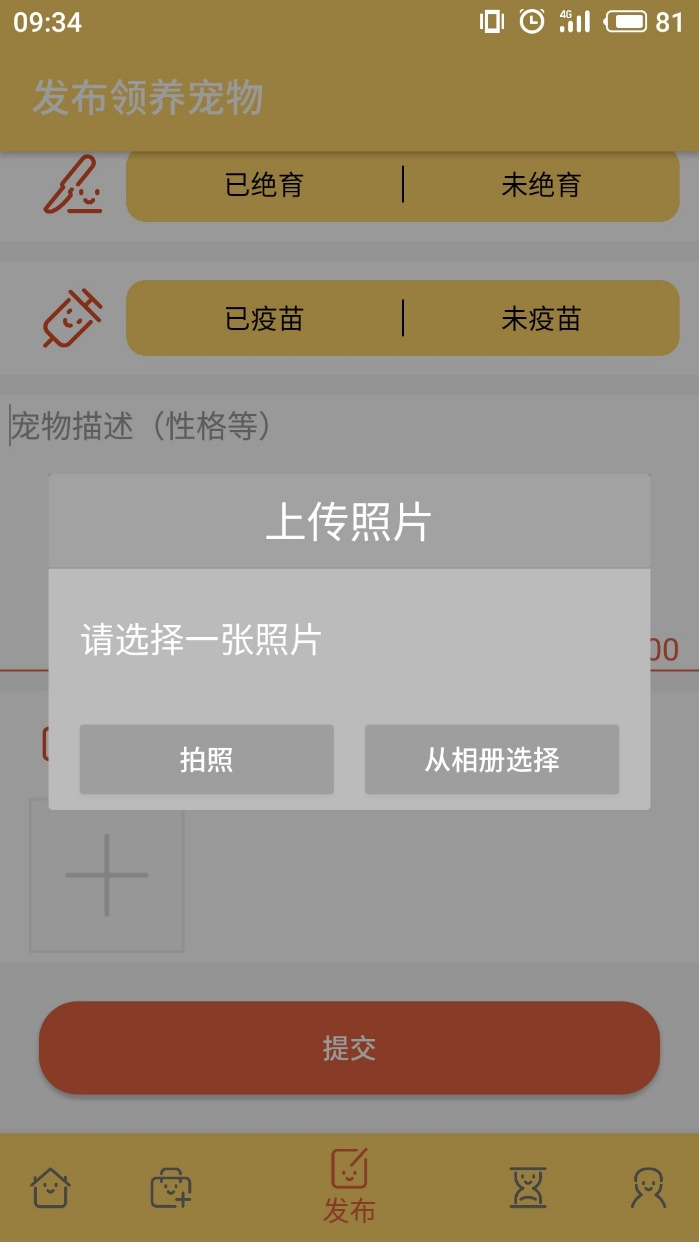 09:34 4G 81
发布领养宠物
已绝育 未绝育
已疫苗 未疫苗
宠物描述（性格等）
上传照片
请选择一张照片
00
拍照 从相册选择
提交
发布